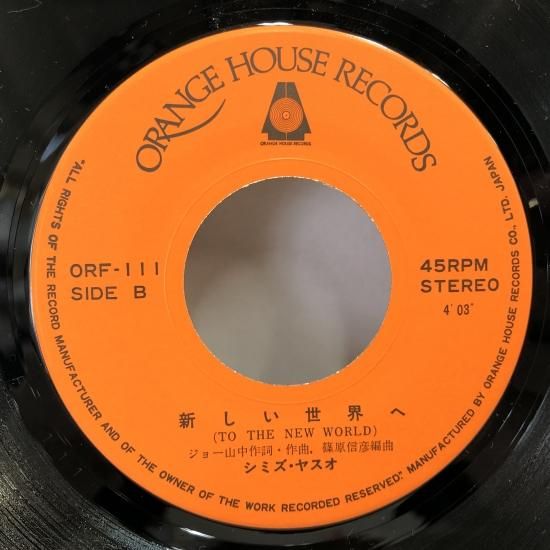 ORANGE HOUSE RECORDS
ORANGE HOUSE RECORDS
ORF-111
SIDE B
45RPM
STEREO
4'03"
新しい世界へ
(TO THE NEW WORLD)
ジョー山中作詞・作曲, 篠原信彦編曲
シミズ・ヤスオ
"ALL RIGHTS OF THE RECORD MANUFACTURER AND OF THE OWNER OF THE WORK RECORDED RESERVED." MANUFACTURED BY ORANGE HOUSE RECORDS CO., LTD, JAPAN